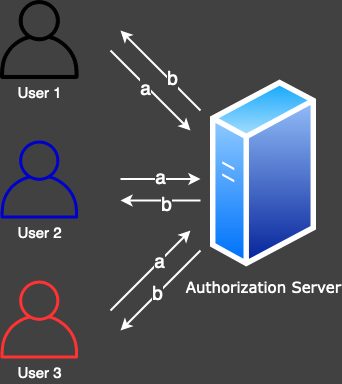 User 1
b
a
a
b
User 2
a
b
Authorization Server
User 3